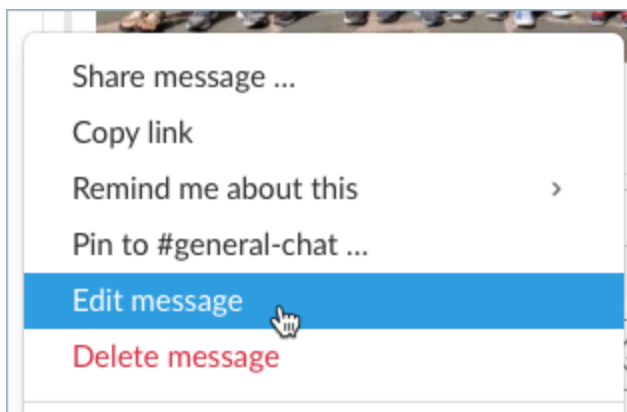 Share message ...
Copy link
Remind me about this
Pin to #general-chat ...
Edit message
Delete message